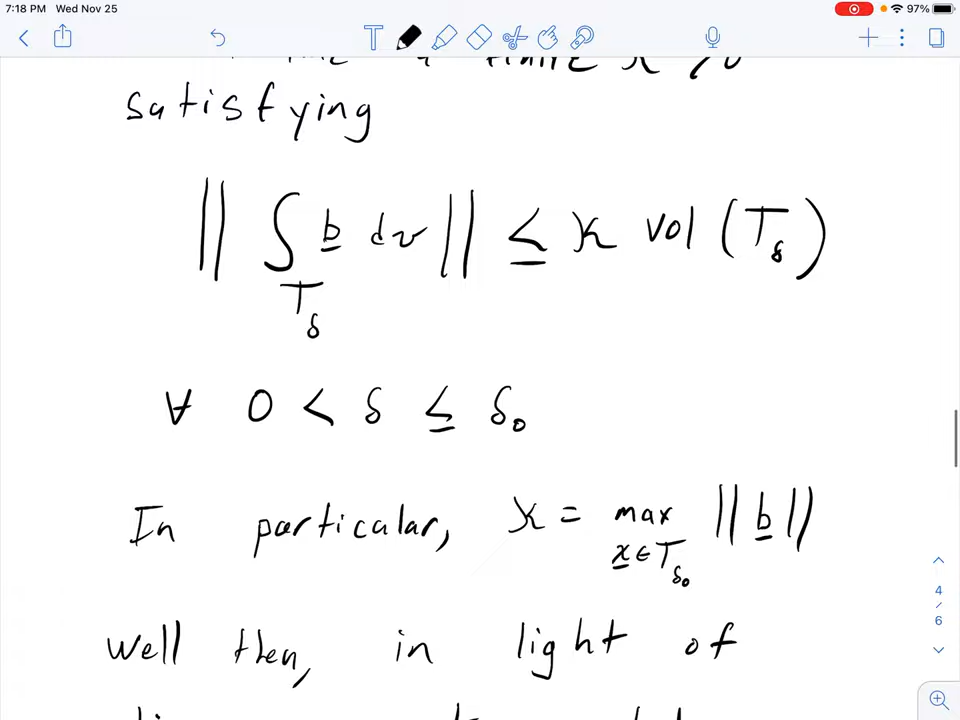 7:18 PM Wed Nov 25
97%
satisfying
|| ∫_{T_δ} b dv || ≤ K vol (T_δ)
∀ 0 < δ ≤ δ₀
In particular, K = max_{x ∈ T_{δ₀}} || b ||
4 / 6
well then, in light of